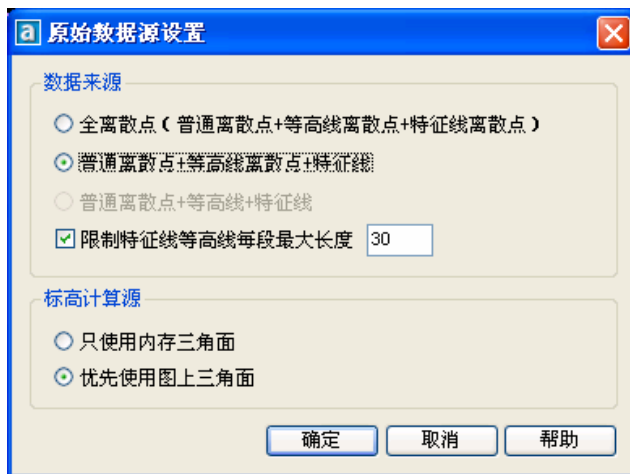 a 原始数据源设置
数据来源
全离散点（普通离散点+等高线离散点+特征线离散点）
普通离散点+等高线离散点+特征线
普通离散点+等高线+特征线
限制特征线等高线每段最大长度 30
标高计算源
只使用内存三角面
优先使用图上三角面
确定 取消 帮助